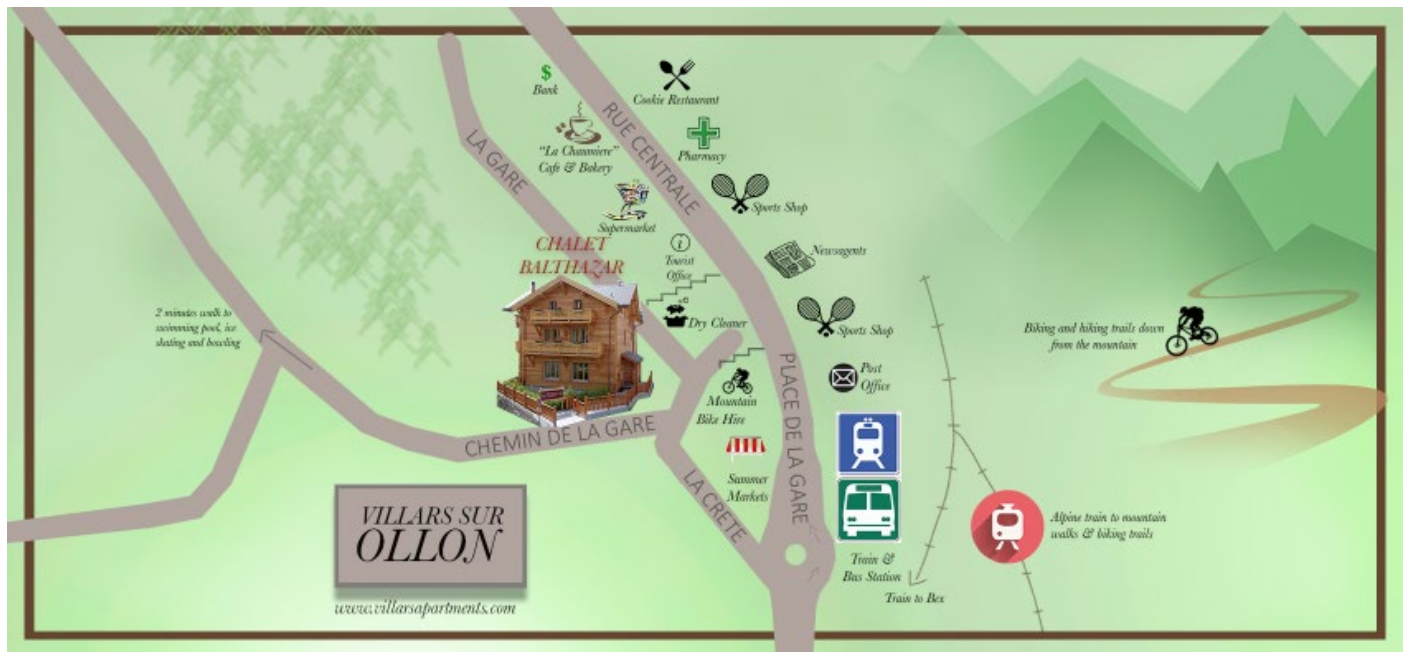 $
Bank
Cookie Restaurant
"La Chaumiere"
Cafe & Bakery
Pharmacy
LA GARE
RUE CENTRALE
Sports Shop
Supermarket
i
Tourist
Office
Newsagents
CHALET
BALTHAZAR
Dry Cleaner
Sports Shop
2 minutes walk to
swimming pool, ice
skating and bowling
Biking and hiking trails down
from the mountain
PLACE DE LA GARE
Post
Office
Mountain
Bike Hire
CHEMIN DE LA GARE
Summer
Markets
LA CRETE
VILLARS SUR
OLLON
www.villarsapartments.com
Train &
Bus Station
Train to Bex
Alpine train to mountain
walks & biking trails